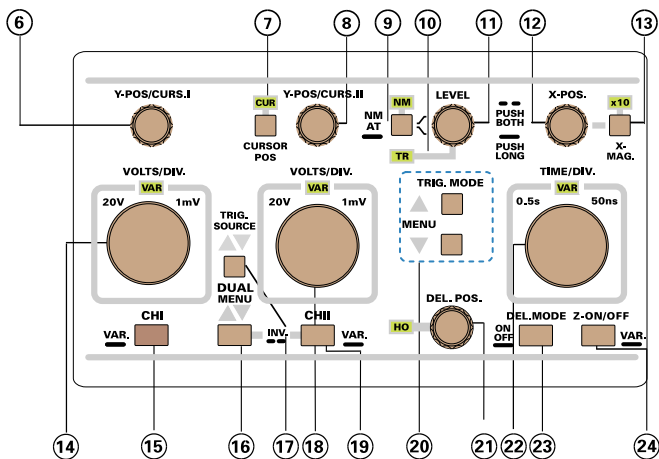 6 7 8 9 10 11 12 13
Y-POS/CURS.I
CUR
CURSOR
POS
Y-POS/CURS.II
NM
AT
NM
LEVEL
TR
PUSH
BOTH
PUSH
LONG
X-POS.
x10
X-
MAG.
VOLTS/DIV.
VAR
20V 1mV
TRIG.
SOURCE
VOLTS/DIV.
VAR
20V 1mV
TRIG. MODE
MENU
TIME/DIV.
VAR
0.5s 50ns
DUAL
MENU
CHI
VAR.
INV.
CHII
VAR.
HO
DEL. POS.
ON
OFF
DEL.MODE
Z-ON/OFF
VAR.
14 15 16 17 18 19 20 21 22 23 24